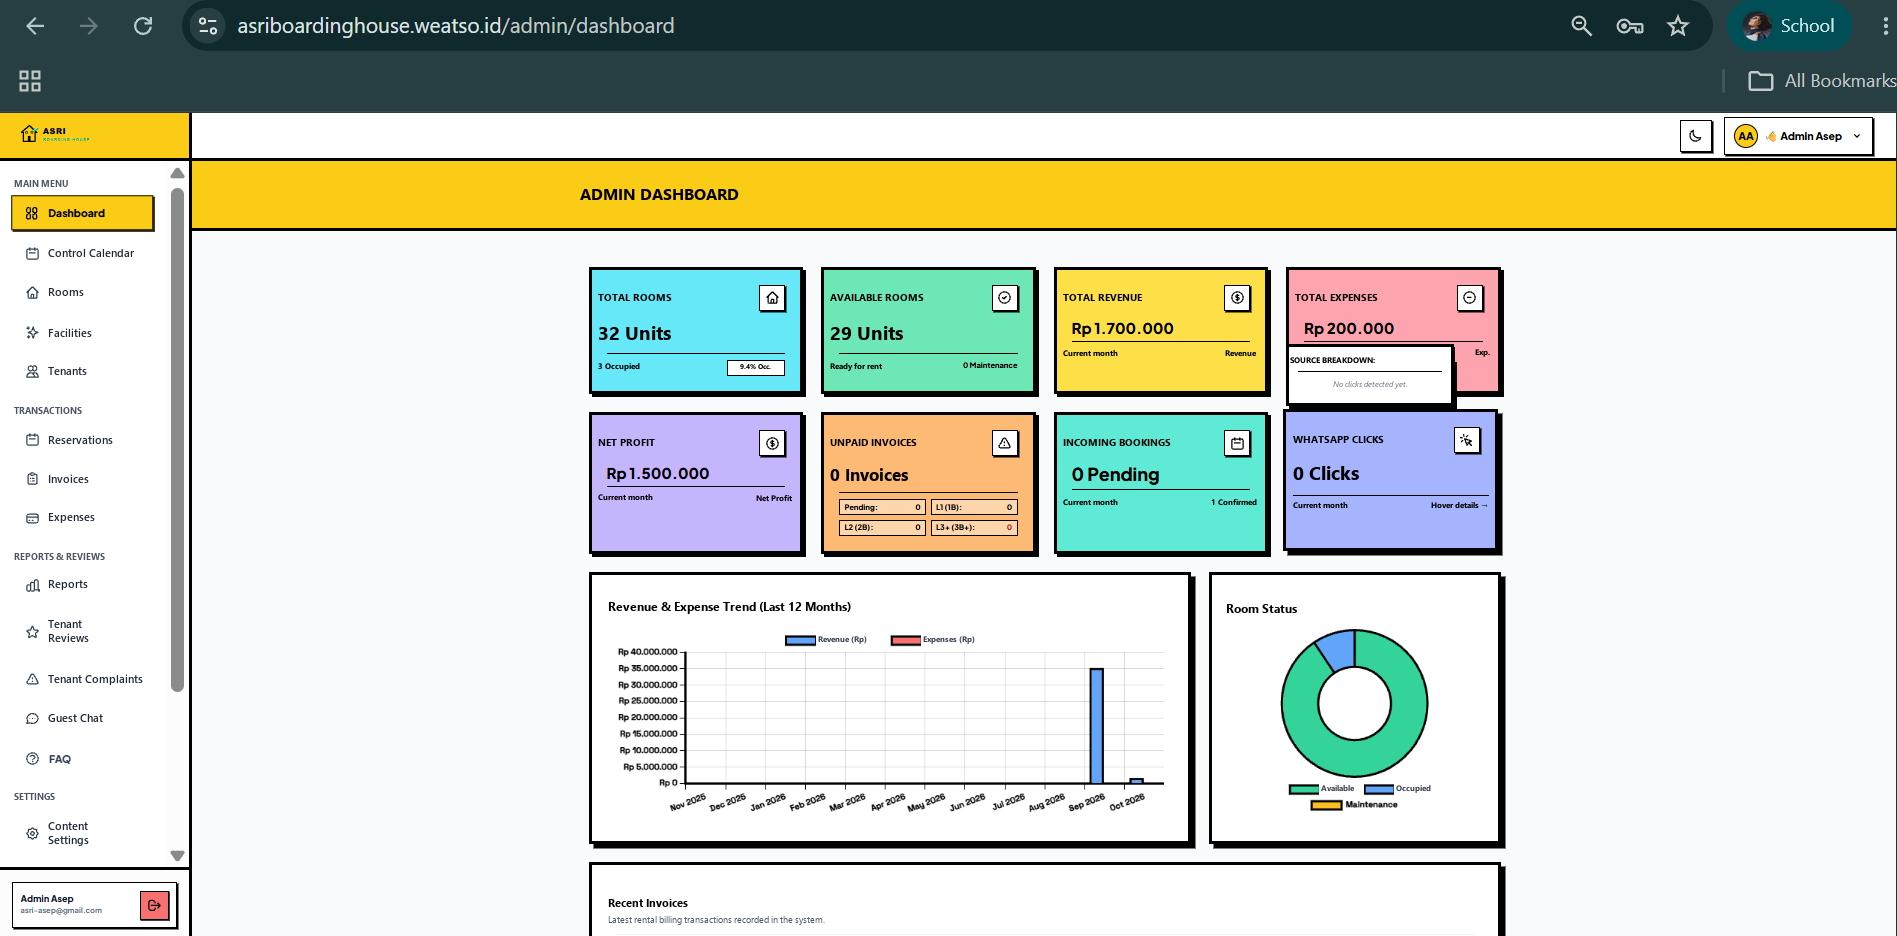 asriboardinghouse.weatso.id/admin/dashboard
School
All Bookmarks
ASRI
BOARDING HOUSE
AA
Admin Asep
MAIN MENU
Dashboard
Control Calendar
Rooms
Facilities
Tenants
TRANSACTIONS
Reservations
Invoices
Expenses
REPORTS & REVIEWS
Reports
Tenant
Reviews
Tenant Complaints
Guest Chat
FAQ
SETTINGS
Content
Settings
Admin Asep
asri-asep@gmail.com
ADMIN DASHBOARD
TOTAL ROOMS
32 Units
3 Occupied
9.4% Occ.
AVAILABLE ROOMS
29 Units
Ready for rent
0 Maintenance
TOTAL REVENUE
Rp 1.700.000
Current month
Revenue
TOTAL EXPENSES
Rp 200.000
Exp.
SOURCE BREAKDOWN:
No clicks detected yet.
NET PROFIT
Rp 1.500.000
Current month
Net Profit
UNPAID INVOICES
0 Invoices
Pending: 0
L1 (1B): 0
L2 (2B): 0
L3+ (3B+): 0
INCOMING BOOKINGS
0 Pending
Current month
1 Confirmed
WHATSAPP CLICKS
0 Clicks
Current month
Hover details →
Revenue & Expense Trend (Last 12 Months)
Revenue (Rp)
Expenses (Rp)
Rp 40.000.000
Rp 35.000.000
Rp 30.000.000
Rp 25.000.000
Rp 20.000.000
Rp 15.000.000
Rp 10.000.000
Rp 5.000.000
Rp 0
Nov 2025
Dec 2025
Jan 2026
Feb 2026
Mar 2026
Apr 2026
May 2026
Jun 2026
Jul 2026
Aug 2026
Sep 2026
Oct 2026
Room Status
Available
Occupied
Maintenance
Recent Invoices
Latest rental billing transactions recorded in the system.